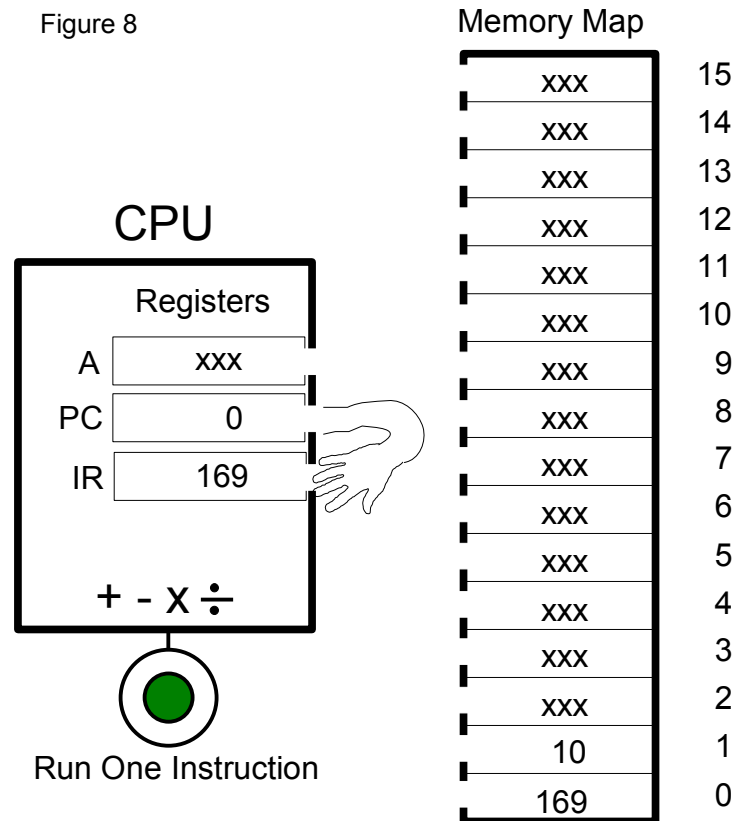 Figure 8
Memory Map
xxx 15
xxx 14
xxx 13
xxx 12
xxx 11
xxx 10
xxx 9
xxx 8
xxx 7
xxx 6
xxx 5
xxx 4
xxx 3
xxx 2
10 1
169 0
CPU
Registers
A xxx
PC 0
IR 169
+ - x ÷
Run One Instruction